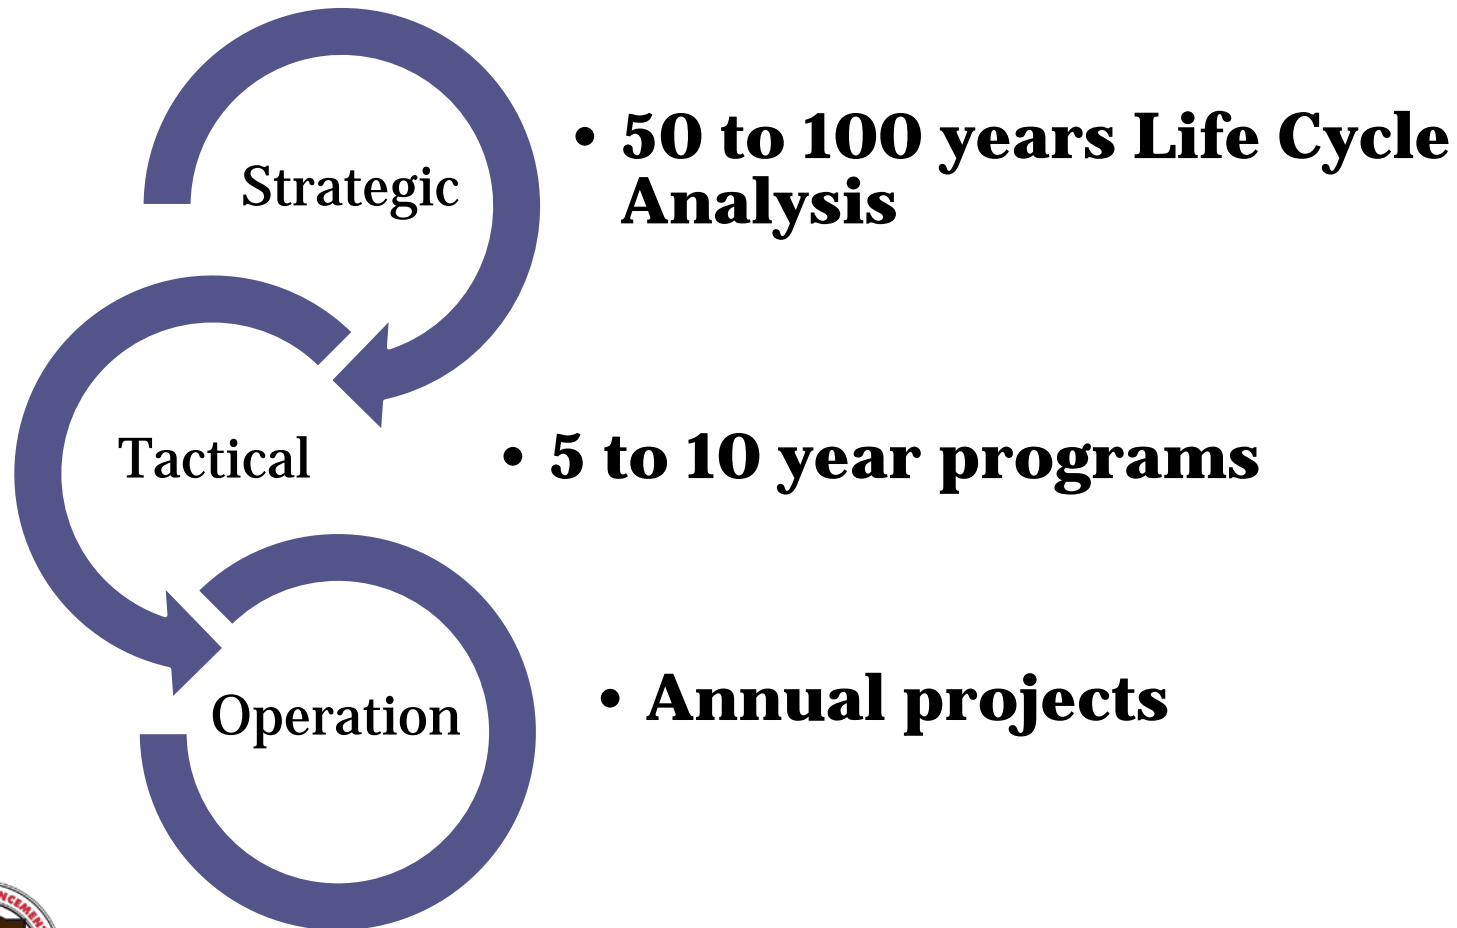 Strategic
• 50 to 100 years Life Cycle
Analysis
Tactical
• 5 to 10 year programs
Operation
• Annual projects